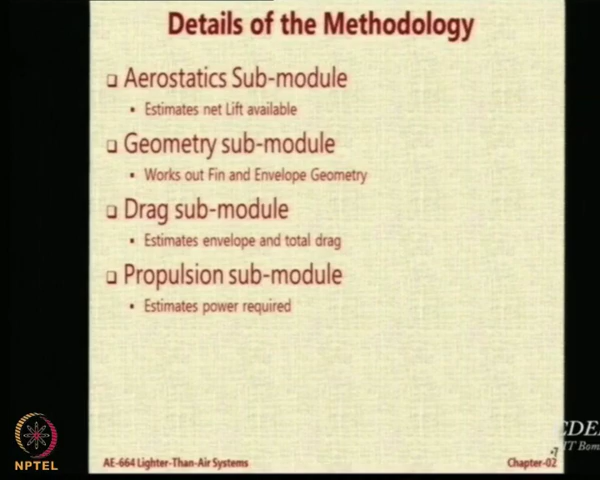 Details of the Methodology
❑ Aerostatics Sub-module
▪ Estimates net Lift available
❑ Geometry sub-module
▪ Works out Fin and Envelope Geometry
❑ Drag sub-module
▪ Estimates envelope and total drag
❑ Propulsion sub-module
▪ Estimates power required
NPTEL
AE-664 Lighter-Than-Air Systems
Chapter-02